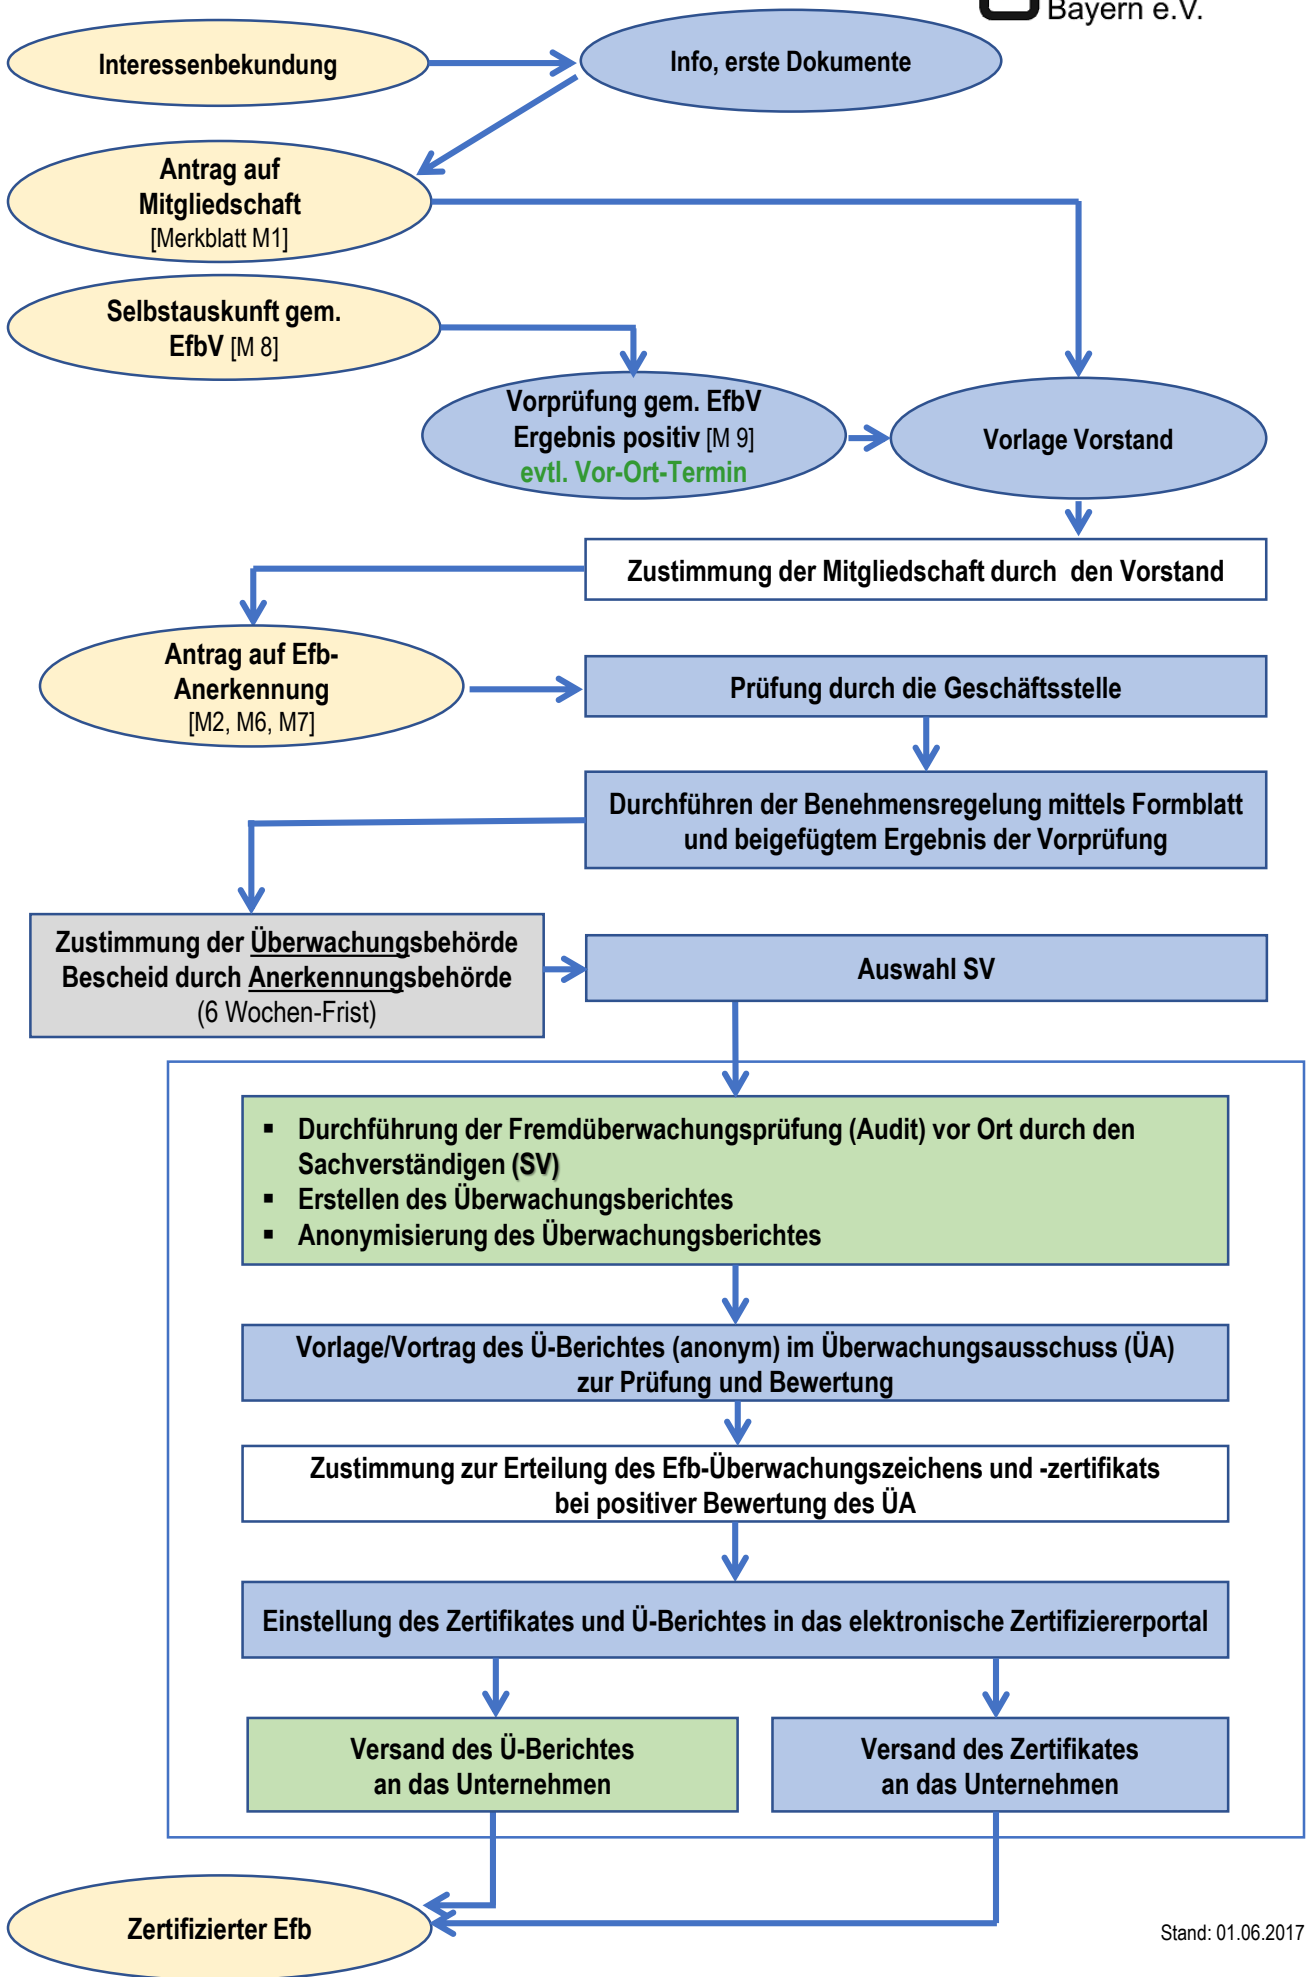 Bayern e.V.
Interessenbekundung
Info, erste Dokumente
Antrag auf
Mitgliedschaft
[Merkblatt M1]
Selbstauskunft gem.
EfbV [M 8]
Vorprüfung gem. EfbV
Ergebnis positiv [M 9]
evtl. Vor-Ort-Termin
Vorlage Vorstand
Zustimmung der Mitgliedschaft durch den Vorstand
Antrag auf Efb-
Anerkennung
[M2, M6, M7]
Prüfung durch die Geschäftsstelle
Durchführen der Benehmensregelung mittels Formblatt
und beigefügtem Ergebnis der Vorprüfung
Zustimmung der Überwachungsbehörde
Bescheid durch Anerkennungsbehörde
(6 Wochen-Frist)
Auswahl SV
▪ Durchführung der Fremdüberwachungsprüfung (Audit) vor Ort durch den
Sachverständigen (SV)
▪ Erstellen des Überwachungsberichtes
▪ Anonymisierung des Überwachungsberichtes
Vorlage/Vortrag des Ü-Berichtes (anonym) im Überwachungsausschuss (ÜA)
zur Prüfung und Bewertung
Zustimmung zur Erteilung des Efb-Überwachungszeichens und -zertifikats
bei positiver Bewertung des ÜA
Einstellung des Zertifikates und Ü-Berichtes in das elektronische Zertifiziererportal
Versand des Ü-Berichtes
an das Unternehmen
Versand des Zertifikates
an das Unternehmen
Zertifizierter Efb
Stand: 01.06.2017